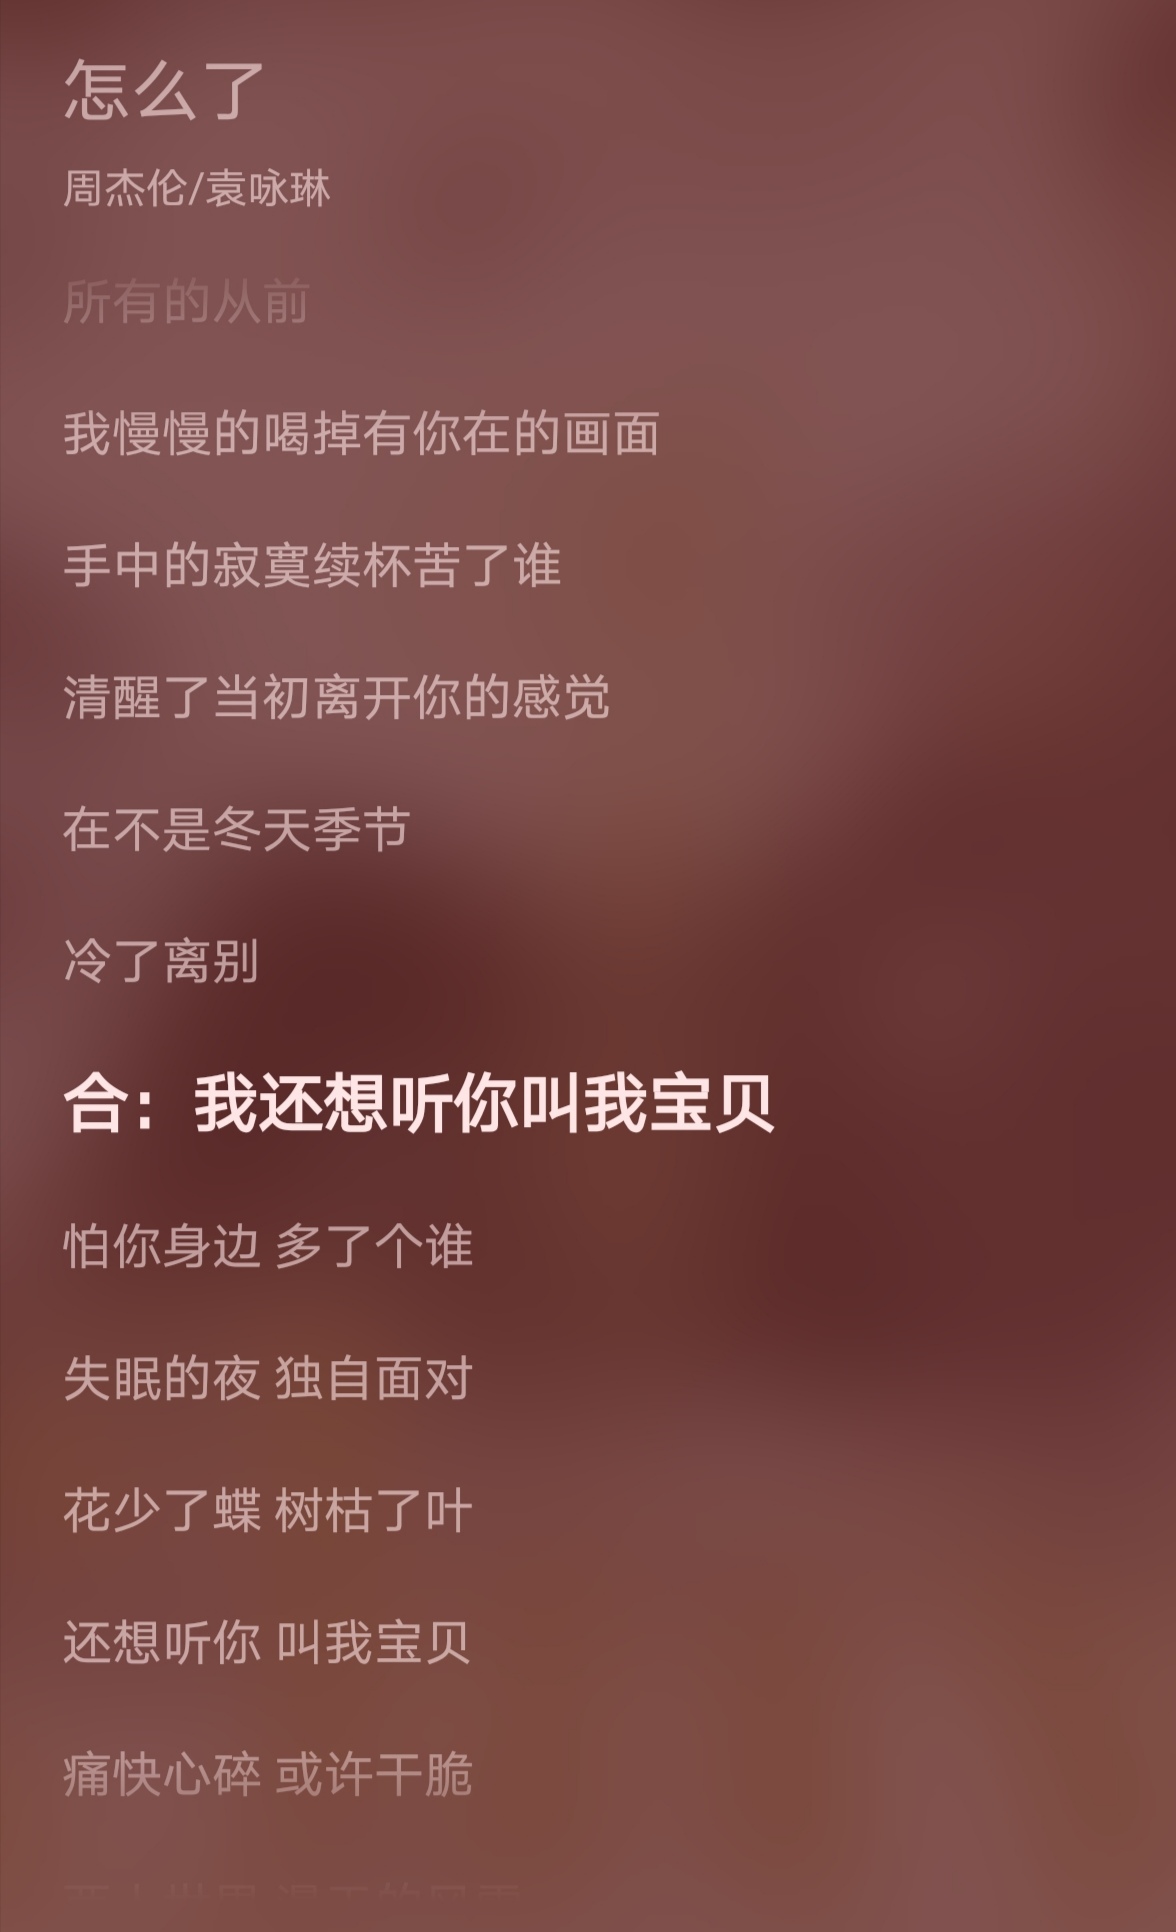 怎么了
周杰伦/袁咏琳
所有的从前
我慢慢的喝掉有你在的画面
手中的寂寞续杯苦了谁
清醒了当初离开你的感觉
在不是冬天季节
冷了离别
合：我还想听你叫我宝贝
怕你身边 多了个谁
失眠的夜 独自面对
花少了蝶 树枯了叶
还想听你 叫我宝贝
痛快心碎 或许干脆